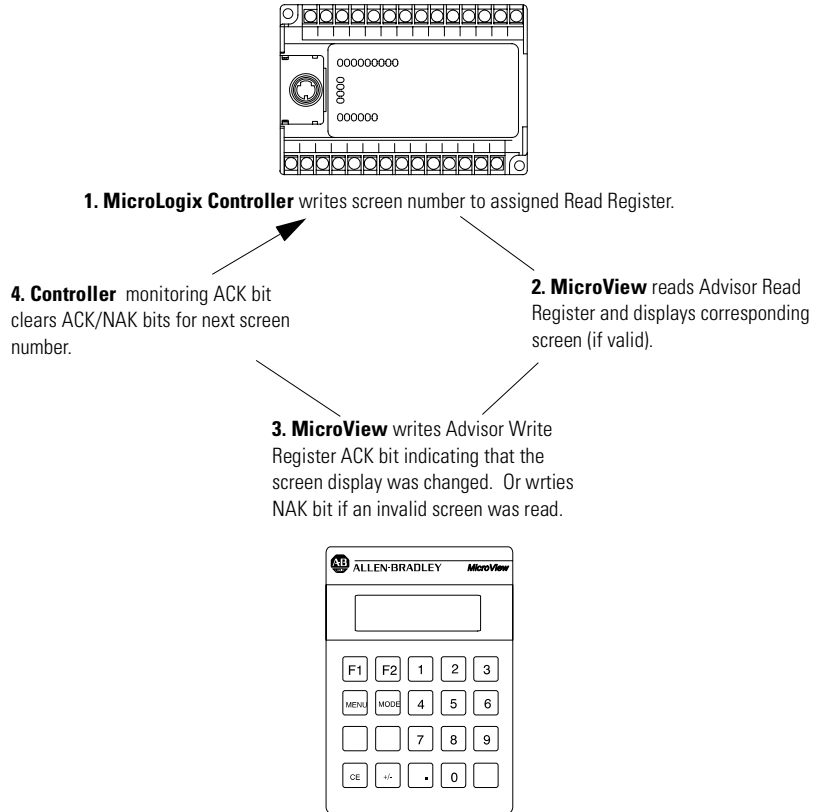 1. MicroLogix Controller writes screen number to assigned Read Register.
4. Controller monitoring ACK bit
clears ACK/NAK bits for next screen
number.
2. MicroView reads Advisor Read
Register and displays corresponding
screen (if valid).
3. MicroView writes Advisor Write
Register ACK bit indicating that the
screen display was changed. Or wrties
NAK bit if an invalid screen was read.
AB ALLEN-BRADLEY MicroView
F1 F2 1 2 3
MENU MODE 4 5 6
7 8 9
CE +/- . 0